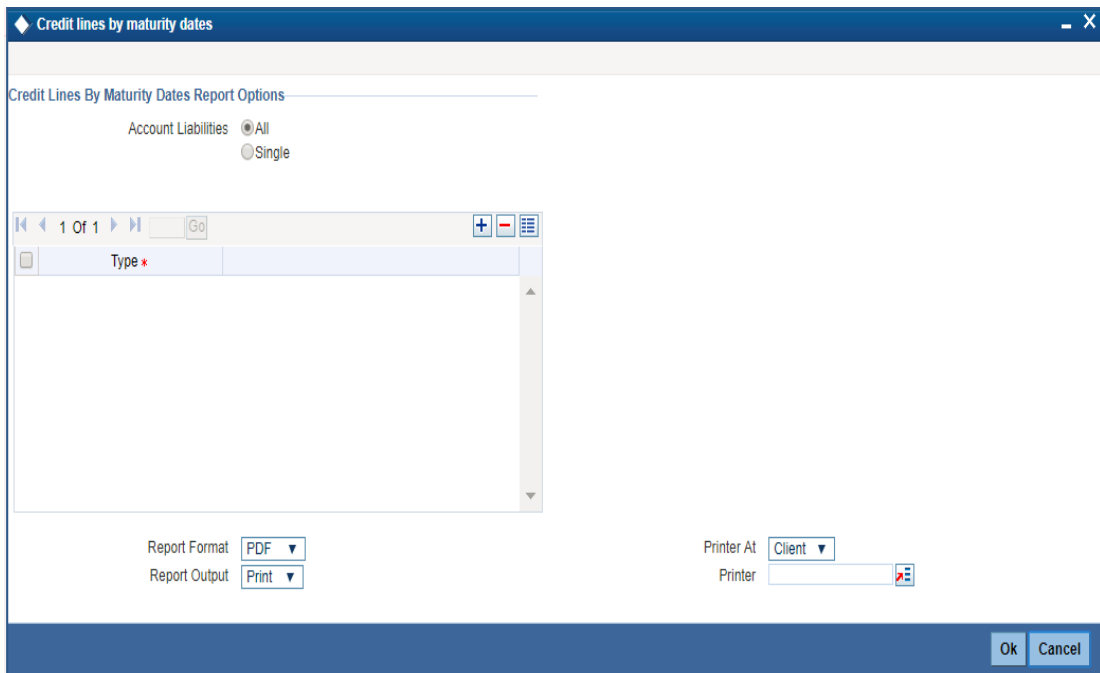 Credit lines by maturity dates
Credit Lines By Maturity Dates Report Options
Account Liabilities All
Single
1 Of 1 Go
Type *
Report Format PDF
Printer At Client
Report Output Print
Printer
Ok Cancel